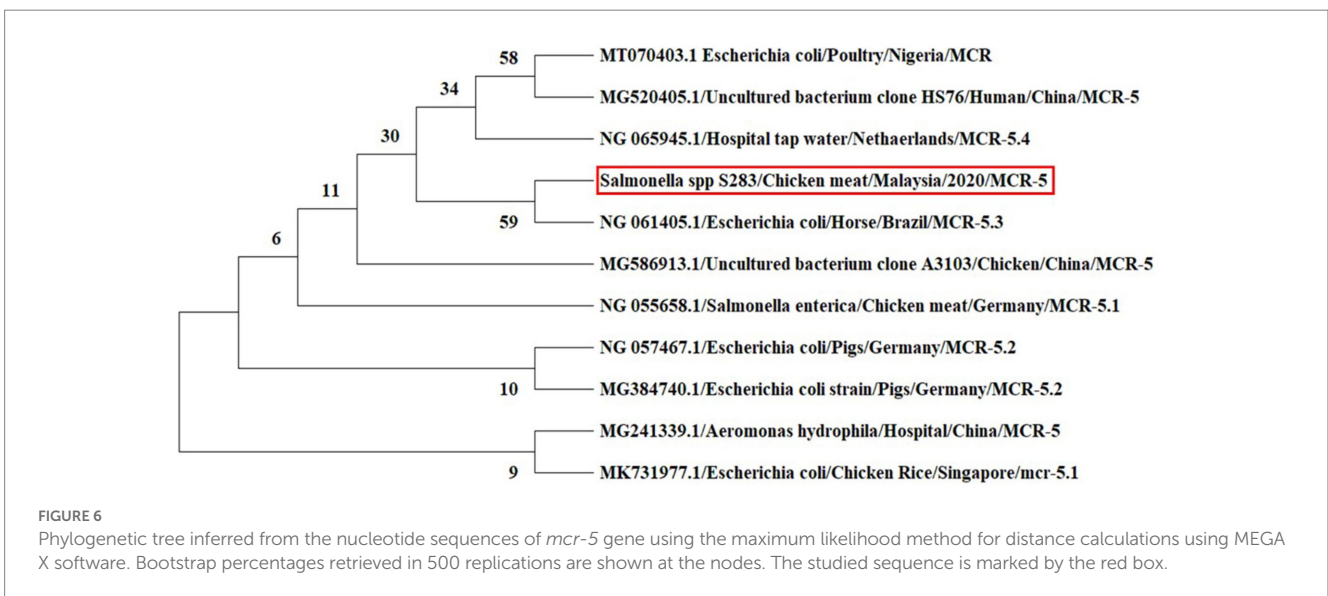 58
MT070403.1 Escherichia coli/Poultry/Nigeria/MCR
34
MG520405.1/Uncultured bacterium clone HS76/Human/China/MCR-5
30
NG 065945.1/Hospital tap water/Nethaerlands/MCR-5.4
11
Salmonella spp S283/Chicken meat/Malaysia/2020/MCR-5
59
NG 061405.1/Escherichia coli/Horse/Brazil/MCR-5.3
6
MG586913.1/Uncultured bacterium clone A3103/Chicken/China/MCR-5
NG 055658.1/Salmonella enterica/Chicken meat/Germany/MCR-5.1
NG 057467.1/Escherichia coli/Pigs/Germany/MCR-5.2
10
MG384740.1/Escherichia coli strain/Pigs/Germany/MCR-5.2
MG241339.1/Aeromonas hydrophila/Hospital/China/MCR-5
9
MK731977.1/Escherichia coli/Chicken Rice/Singapore/mcr-5.1
FIGURE 6
Phylogenetic tree inferred from the nucleotide sequences of mcr-5 gene using the maximum likelihood method for distance calculations using MEGA
X software. Bootstrap percentages retrieved in 500 replications are shown at the nodes. The studied sequence is marked by the red box.